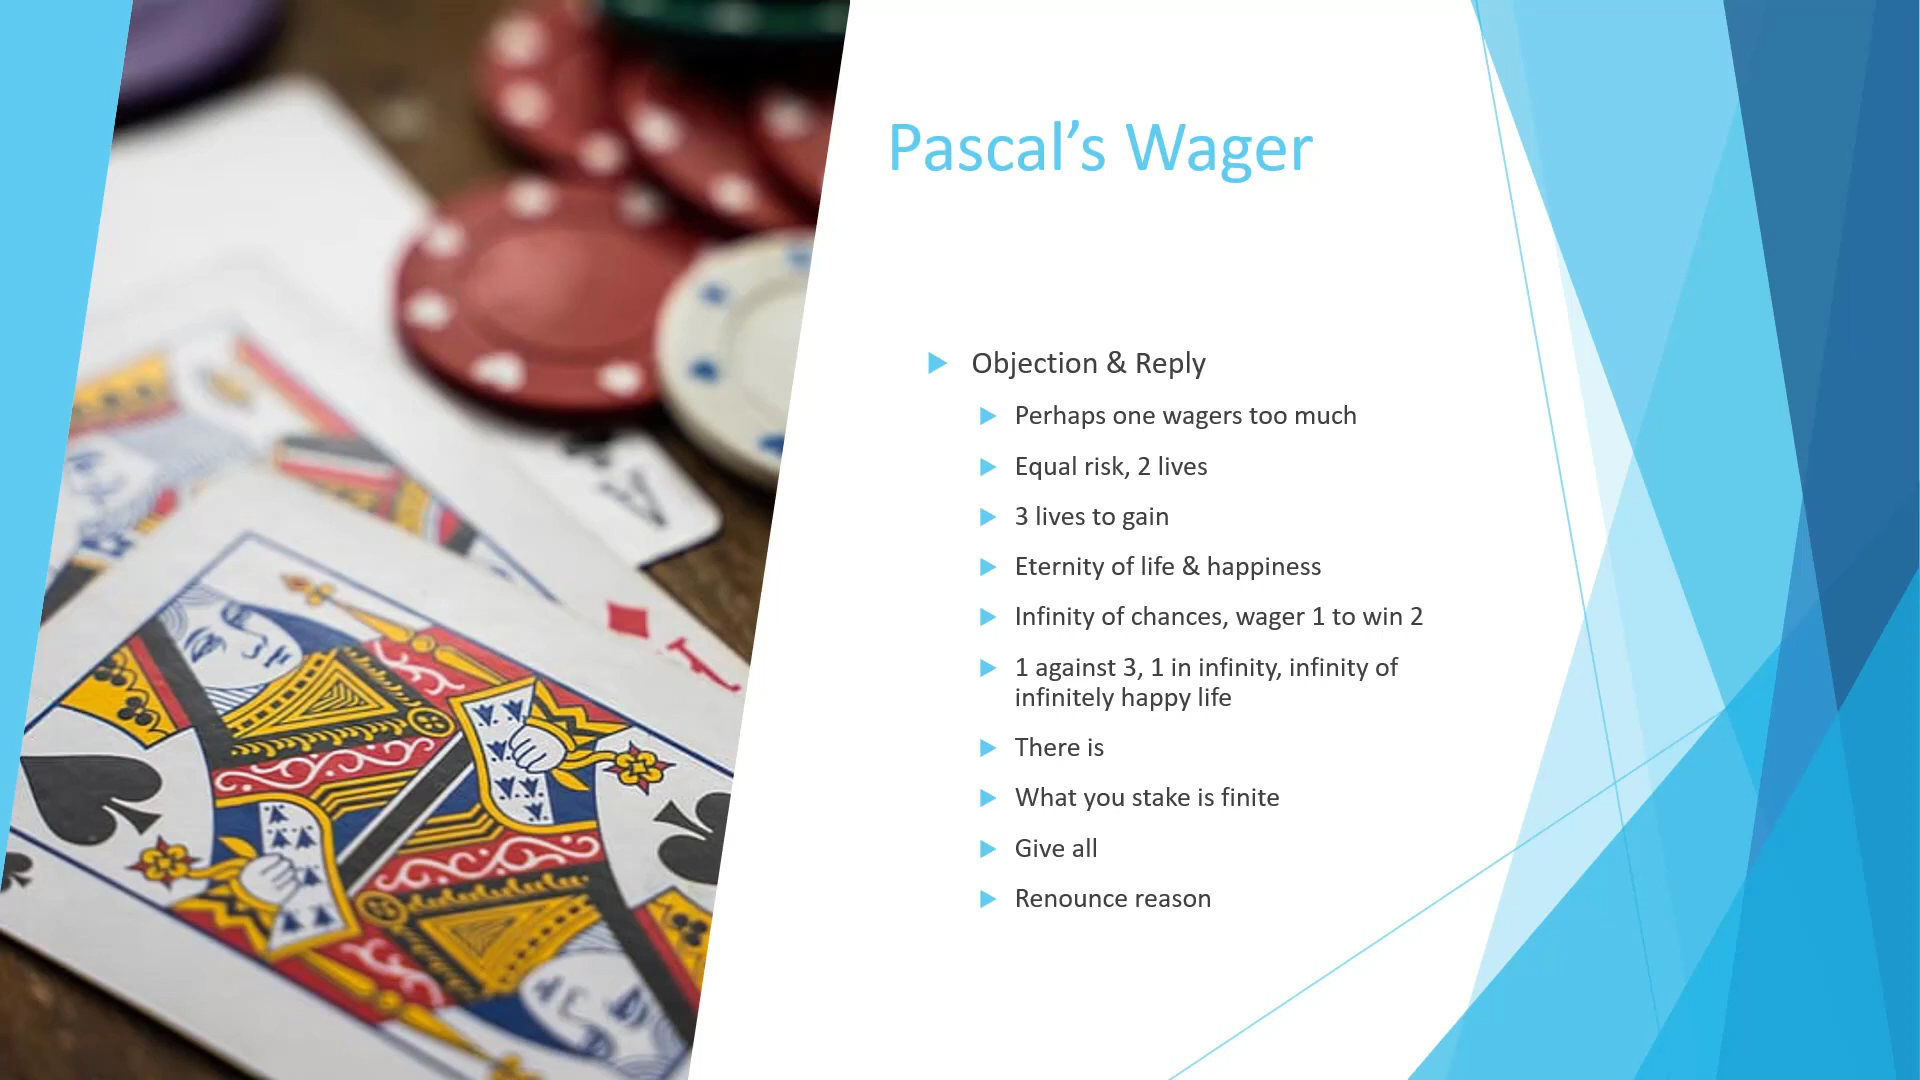 Pascal’s Wager
Objection & Reply
Perhaps one wagers too much
Equal risk, 2 lives
3 lives to gain
Eternity of life & happiness
Infinity of chances, wager 1 to win 2
1 against 3, 1 in infinity, infinity of
infinitely happy life
There is
What you stake is finite
Give all
Renounce reason